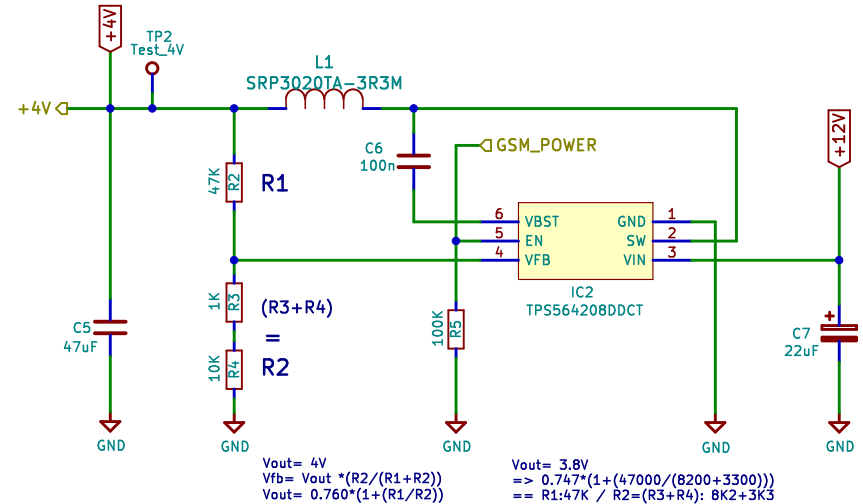 +4V
TP2
Test_4V
L1
SRP3020TA-3R3M
+4V
+12V
C6
100n
GSM_POWER
47K
R2
R1
6
VBST
GND
1
5
EN
SW
2
4
VFB
VIN
3
IC2
TPS564208DDCT
1K
R3
(R3+R4)
=
R2
10K
R4
100K
R5
C5
47uF
+
C7
22uF
GND
GND
GND
GND
GND
Vout= 4V
Vfb= Vout *(R2/(R1+R2))
Vout= 0.760*(1+(R1/R2))
Vout= 3.8V
=> 0.747*(1+(47000/(8200+3300)))
== R1:47K / R2=(R3+R4): 8K2+3K3